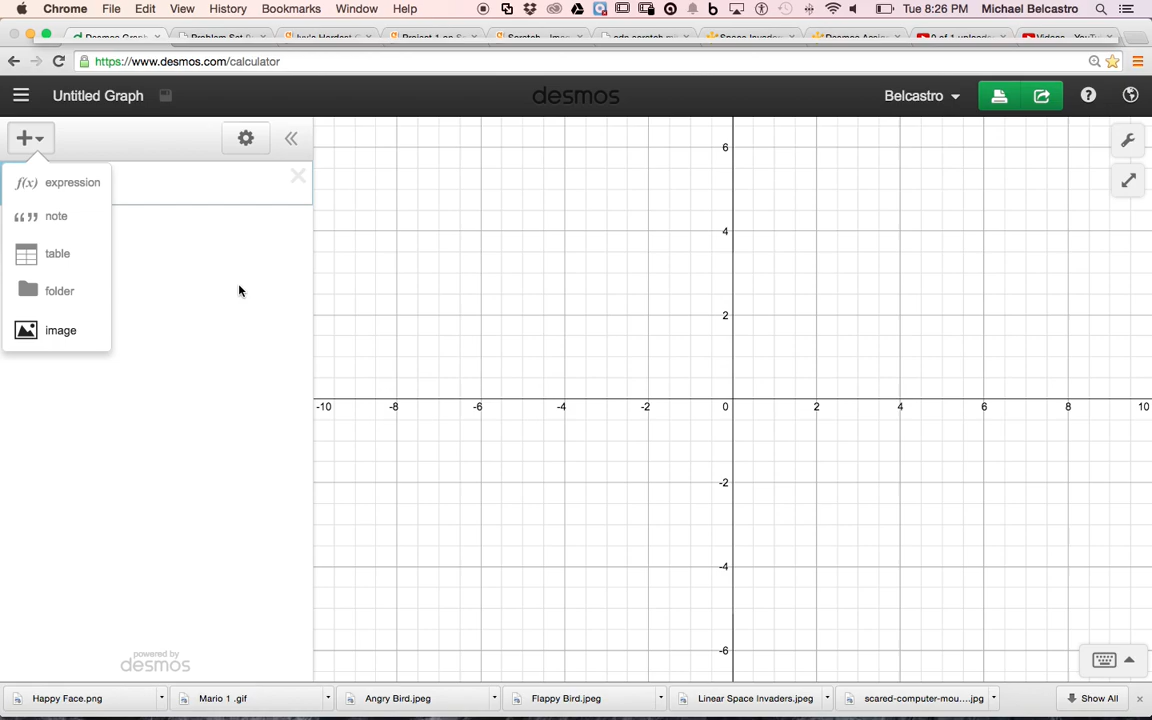 Chrome File Edit View History Bookmarks Window Help Tue 8:26 PM Michael Belcastro
Desmos Graph
https://www.desmos.com/calculator
Untitled Graph desmos Belcastro
f(x) expression
“ ” note
table
folder
image
6
4
2
-10 -8 -6 -4 -2 0 2 4 6 8 10
-2
-4
-6
powered by
desmos
Happy Face.png Mario 1 .gif Angry Bird.jpeg Flappy Bird.jpeg Linear Space Invaders.jpeg scared-computer-mou....jpg Show All